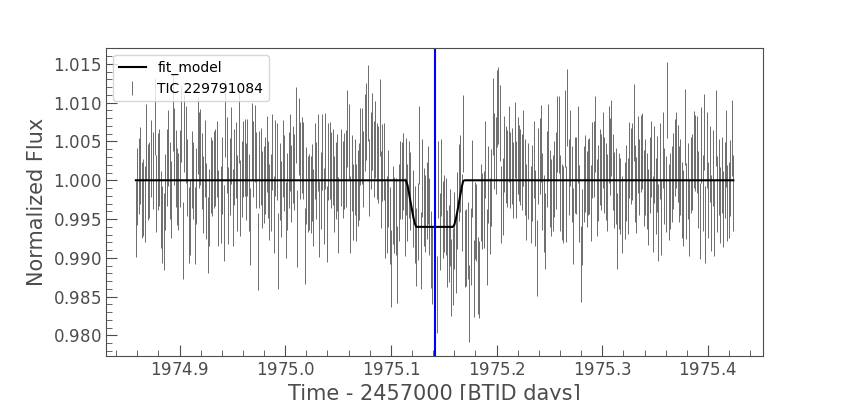 fit_model
TIC 229791084
Normalized Flux
1.015
1.010
1.005
1.000
0.995
0.990
0.985
0.980
1974.9 1975.0 1975.1 1975.2 1975.3 1975.4
Time - 2457000 [BTJD days]